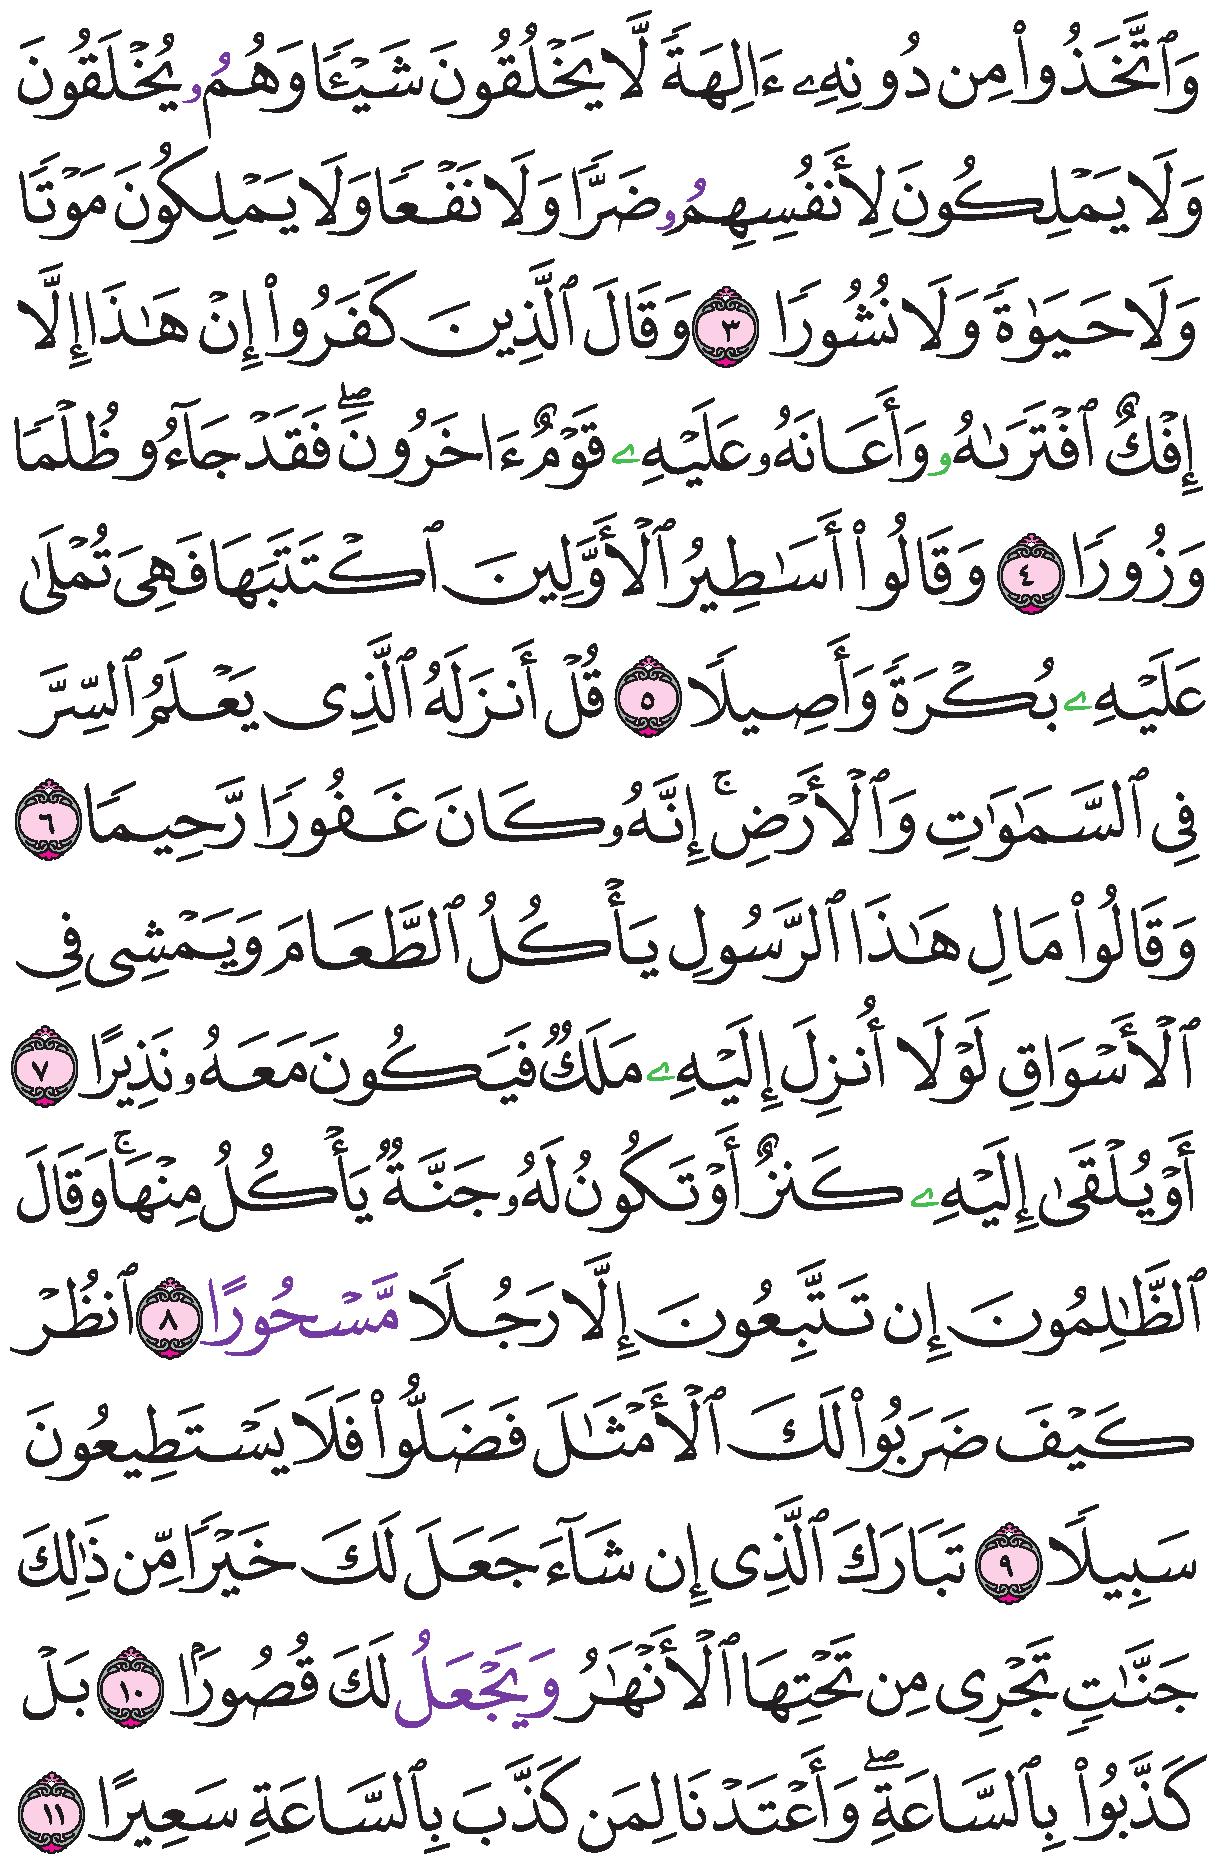 وَٱتَّخَذُوا۟ مِن دُونِهِۦٓ ءَالِهَةًۭ لَّا يَخْلُقُونَ شَيْـًۭٔا وَهُمُۥ يُخْلَقُونَ
وَلَا يَمْلِكُونَ لِأَنفُسِهِمُۥ ضَرًّۭا وَلَا نَفْعًۭا وَلَا يَمْلِكُونَ مَوْتًۭا
وَلَا حَيَوٰةًۭ وَلَا نُشُورًۭا ٣ وَقَالَ ٱلَّذِينَ كَفَرُوٓا۟ إِنْ هَـٰذَآ إِلَّآ
إِفْكٌ ٱفْتَرَىٰهُۥ وَأَعَانَهُۥ عَلَيْهِۦ قَوْمٌ ءَاخَرُونَ ۖ فَقَدْ جَآءُو ظُلْمًۭا
وَزُورًۭا ٤ وَقَالُوٓا۟ أَسَـٰطِيرُ ٱلْأَوَّلِينَ ٱكْتَتَبَهَا فَهِىَ تُمْلَىٰ
عَلَيْهِۦ بُكْرَةًۭ وَأَصِيلًۭا ٥ قُلْ أَنزَلَهُ ٱلَّذِى يَعْلَمُ ٱلسِّرَّ
فِى ٱلسَّمَـٰوَٰتِ وَٱلْأَرْضِ ۚ إِنَّهُۥ كَانَ غَفُورًۭا رَّحِيمًۭا ٦
وَقَالُوا۟ مَالِ هَـٰذَا ٱلرَّسُولِ يَأْكُلُ ٱلطَّعَامَ وَيَمْشِى فِى
ٱلْأَسْوَاقِ لَوْلَآ أُنزِلَ إِلَيْهِۦ مَلَكٌۭ فَيَكُونَ مَعَهُۥ نَذِيرًا ٧
أَوْ يُلْقَىٰٓ إِلَيْهِۦ كَنزٌ أَوْ تَكُونُ لَهُۥ جَنَّةٌۭ يَأْكُلُ مِنْهَا ۚ وَقَالَ
ٱلظَّـٰلِمُونَ إِن تَتَّبِعُونَ إِلَّا رَجُلًۭا مَّسْحُورًا ٨ ٱنظُرْ
كَيْفَ ضَرَبُوا۟ لَكَ ٱلْأَمْثَـٰلَ فَضَلُّوا۟ فَلَا يَسْتَطِيعُونَ
سَبِيلًۭا ٩ تَبَارَكَ ٱلَّذِىٓ إِن شَآءَ جَعَلَ لَكَ خَيْرًۭا مِّن ذَٰلِكَ
جَنَّـٰتٍۢ تَجْرِى مِن تَحْتِهَا ٱلْأَنْهَـٰرُ وَيَجْعَلُ لَكَ قُصُورًۢا ١٠ بَلْ
كَذَّبُوا۟ بِٱلسَّاعَةِ ۖ وَأَعْتَدْنَا لِمَن كَذَّبَ بِٱلسَّاعَةِ سَعِيرًا ١١